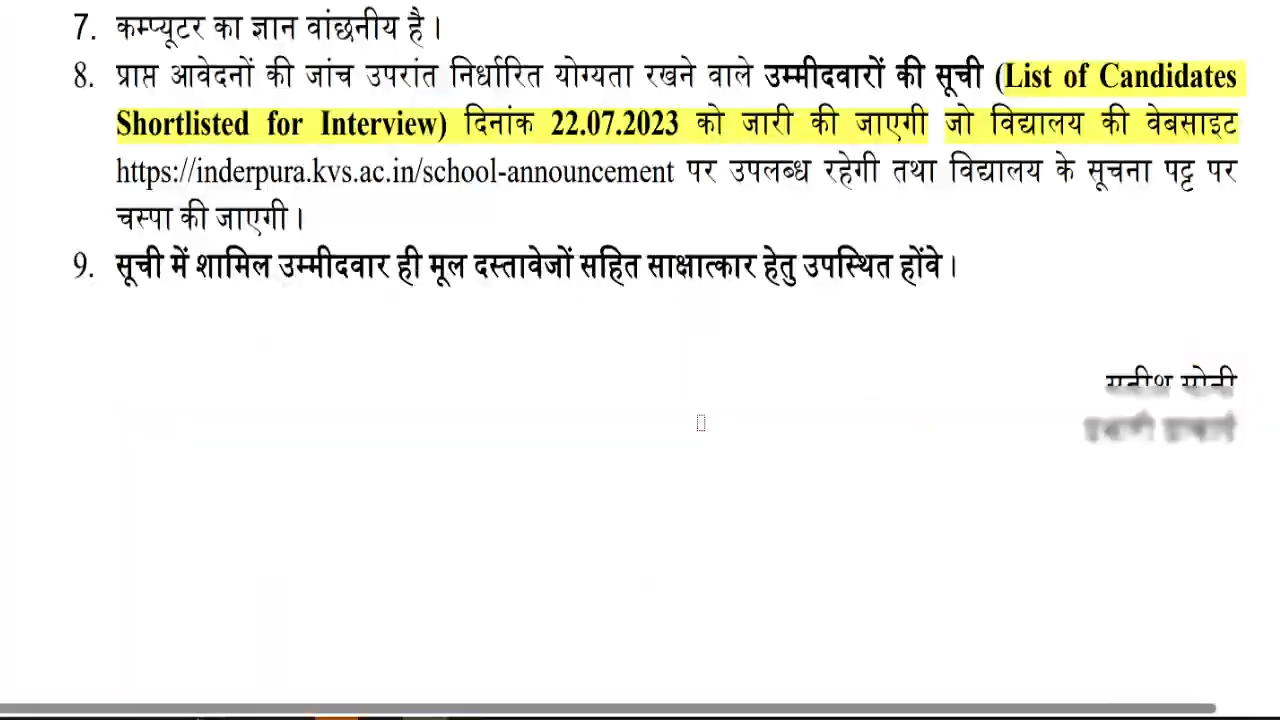 7. कम्प्यूटर का ज्ञान वांछनीय है।
8. प्राप्त आवेदनों की जांच उपरांत निर्धारित योग्यता रखने वाले उम्मीदवारों की सूची (List of Candidates
Shortlisted for Interview) दिनांक 22.07.2023 को जारी की जाएगी जो विद्यालय की वेबसाइट
https://inderpura.kvs.ac.in/school-announcement पर उपलब्ध रहेगी तथा विद्यालय के सूचना पट्ट पर
चस्पा की जाएगी।
9. सूची में शामिल उम्मीदवार ही मूल दस्तावेजों सहित साक्षात्कार हेतु उपस्थित होंवे।